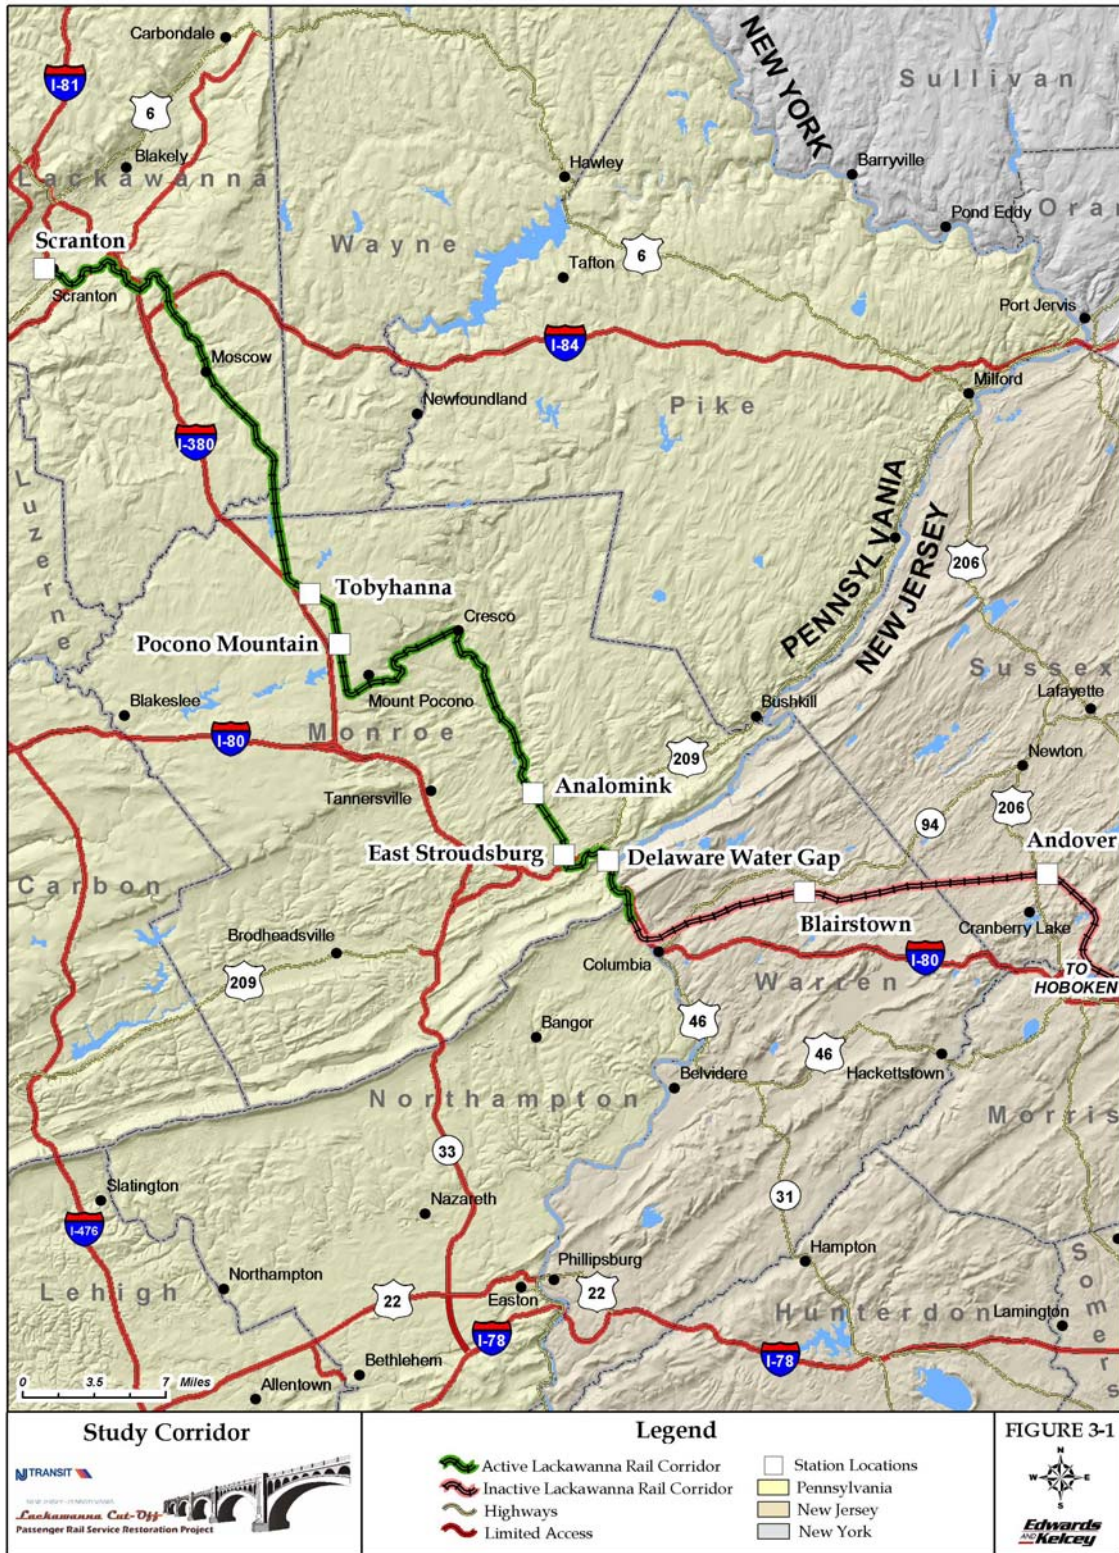 Carbondale
NEW YORK
Sullivan
I-81
6
Blakely
Hawley
Barryville
Lackawanna
Pond Eddy
Oran
Scranton
Wayne
6
Tafton
Scranton
Port Jervis
I-84
Moscow
Milford
Newfoundland
Pike
I-380
Luzerne
PENNSYLVANIA
NEW JERSEY
206
Tobyhanna
Cresco
Pocono Mountain
Sussex
Mount Pocono
Lafayette
Blakeslee
Bushkill
I-80
Monroe
209
Newton
Analomink
Tannersville
206
94
Andover
East Stroudsburg
Delaware Water Gap
Carbon
Blairstown
Cranberry Lake
Brodheadsville
Columbia
I-80
TO
HOBOKEN
209
Warren
46
Bangor
46
Hackettstown
Belvidere
Northampton
Morris
33
Slatington
31
Nazareth
I-476
Hampton
Phillipsburg
Northampton
Lehigh
22
Easton
22
Hunterdon
Lamington
Somers
I-78
I-78
Bethlehem
0 3.5 7 Miles
Allentown
Study Corridor
NJ TRANSIT
Lackawanna Cut-Off
Passenger Rail Service Restoration Project
Legend
Active Lackawanna Rail Corridor
Inactive Lackawanna Rail Corridor
Highways
Limited Access
Station Locations
Pennsylvania
New Jersey
New York
FIGURE 3-1
N
W E
S
Edwards
AND Kelcey